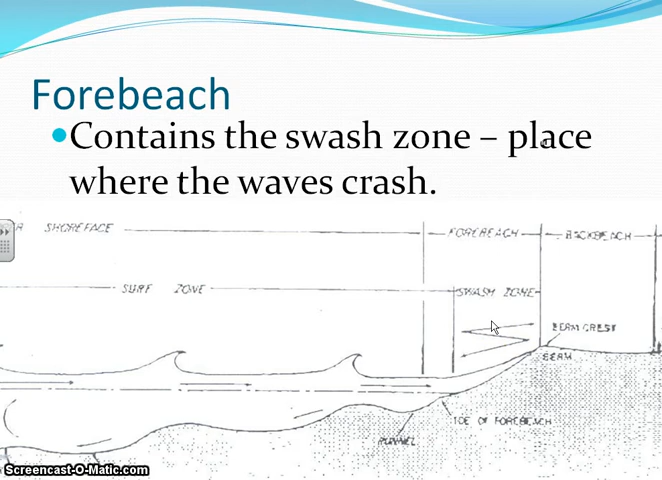 Forebeach
Contains the swash zone – place
where the waves crash.
R SHOREFACE
FOREBEACH
BACKBEACH
SURF ZONE
SWASH ZONE
BERM CREST
BERM
TOE OF FOREBEACH
RUNNEL
Screencast-O-Matic.com